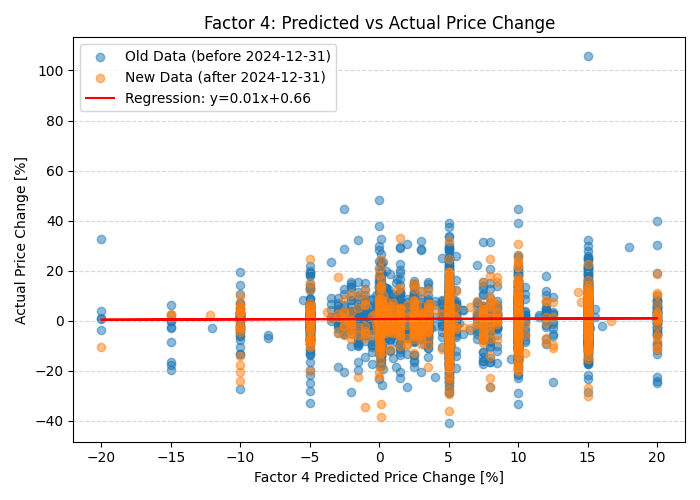 Factor 4: Predicted vs Actual Price Change
Old Data (before 2024-12-31)
New Data (after 2024-12-31)
Regression: y=0.01x+0.66
Actual Price Change [%]
100
80
60
40
20
0
−20
−40
−20 −15 −10 −5 0 5 10 15 20
Factor 4 Predicted Price Change [%]